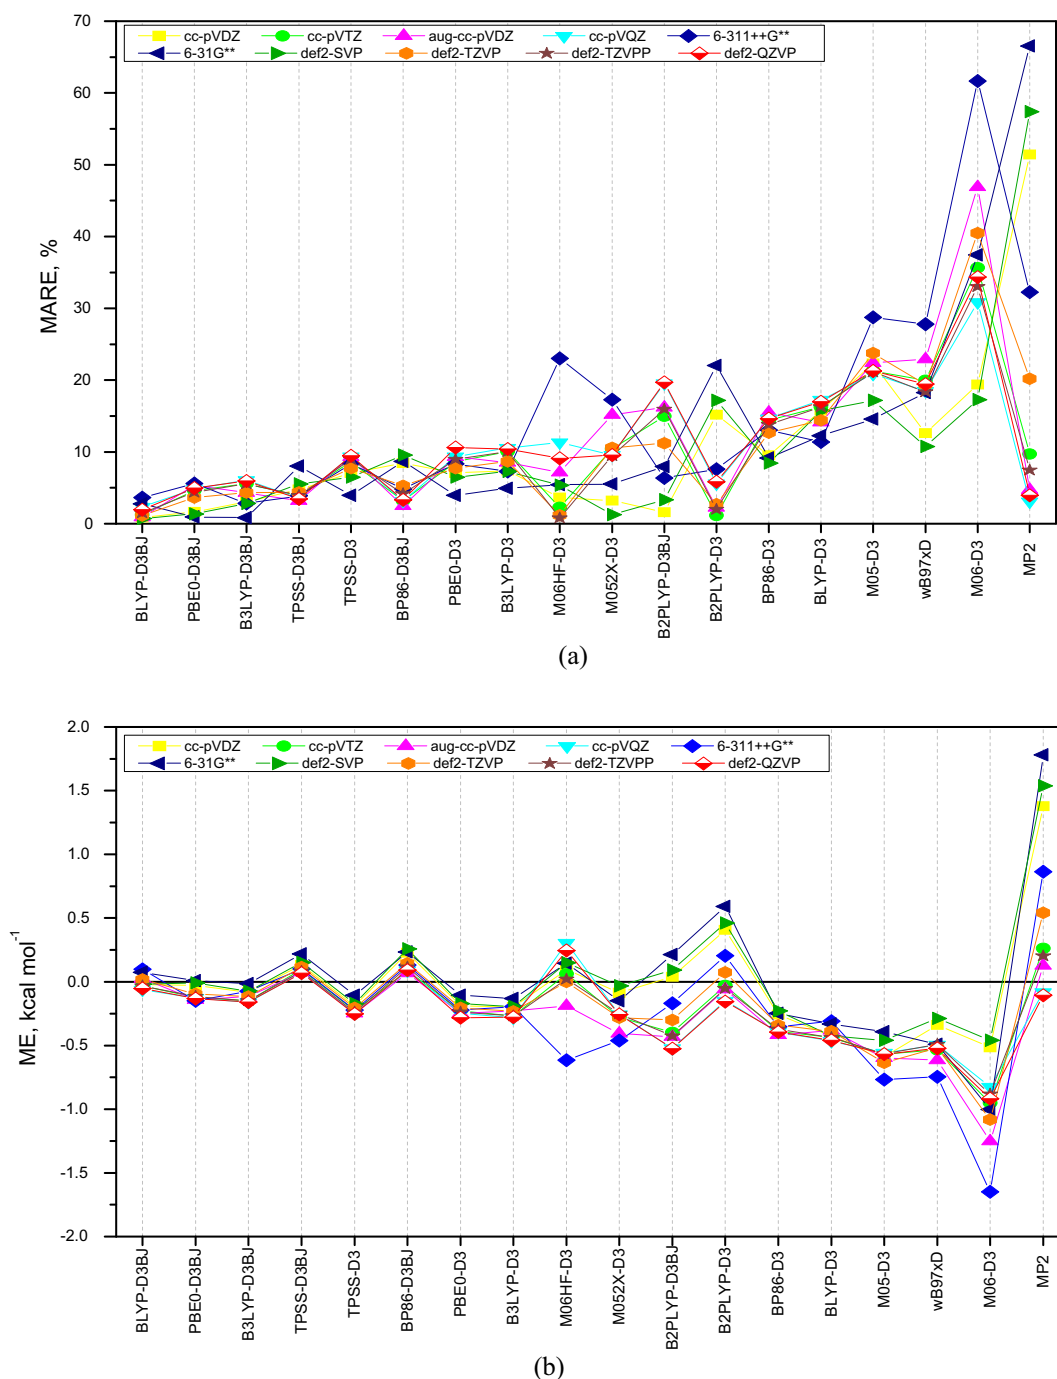 70
60
50
40
30
20
10
0
MARE, %
cc-pVDZ cc-pVTZ aug-cc-pVDZ cc-pVQZ 6-311++G**
6-31G** def2-SVP def2-TZVP def2-TZVPP def2-QZVP
BLYP-D3BJ
PBE0-D3BJ
B3LYP-D3BJ
TPSS-D3BJ
TPSS-D3
BP86-D3BJ
PBE0-D3
B3LYP-D3
M06HF-D3
M052X-D3
B2PLYP-D3BJ
B2PLYP-D3
BP86-D3
BLYP-D3
M05-D3
wB97xD
M06-D3
MP2
(a)
2.0
1.5
1.0
0.5
0.0
-0.5
-1.0
-1.5
-2.0
ME, kcal mol⁻¹
cc-pVDZ cc-pVTZ aug-cc-pVDZ cc-pVQZ 6-311++G**
6-31G** def2-SVP def2-TZVP def2-TZVPP def2-QZVP
BLYP-D3BJ
PBE0-D3BJ
B3LYP-D3BJ
TPSS-D3BJ
TPSS-D3
BP86-D3BJ
PBE0-D3
B3LYP-D3
M06HF-D3
M052X-D3
B2PLYP-D3BJ
B2PLYP-D3
BP86-D3
BLYP-D3
M05-D3
wB97xD
M06-D3
MP2
(b)